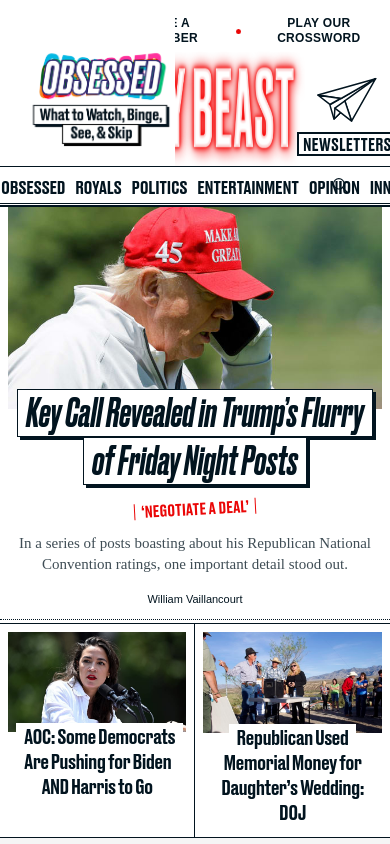 E A
BER
PLAY OUR
CROSSWORD
OBSESSED
What to Watch, Binge,
See, & Skip
Y BEAST
NEWSLETTERS
OBSESSED ROYALS POLITICS ENTERTAINMENT OPINION INN
45
MAKE A
GREAT
Key Call Revealed in Trump's Flurry
of Friday Night Posts
'NEGOTIATE A DEAL'
In a series of posts boasting about his Republican National
Convention ratings, one important detail stood out.
William Vaillancourt
AOC: Some Democrats
Are Pushing for Biden
AND Harris to Go
Republican Used
Memorial Money for
Daughter's Wedding:
DOJ